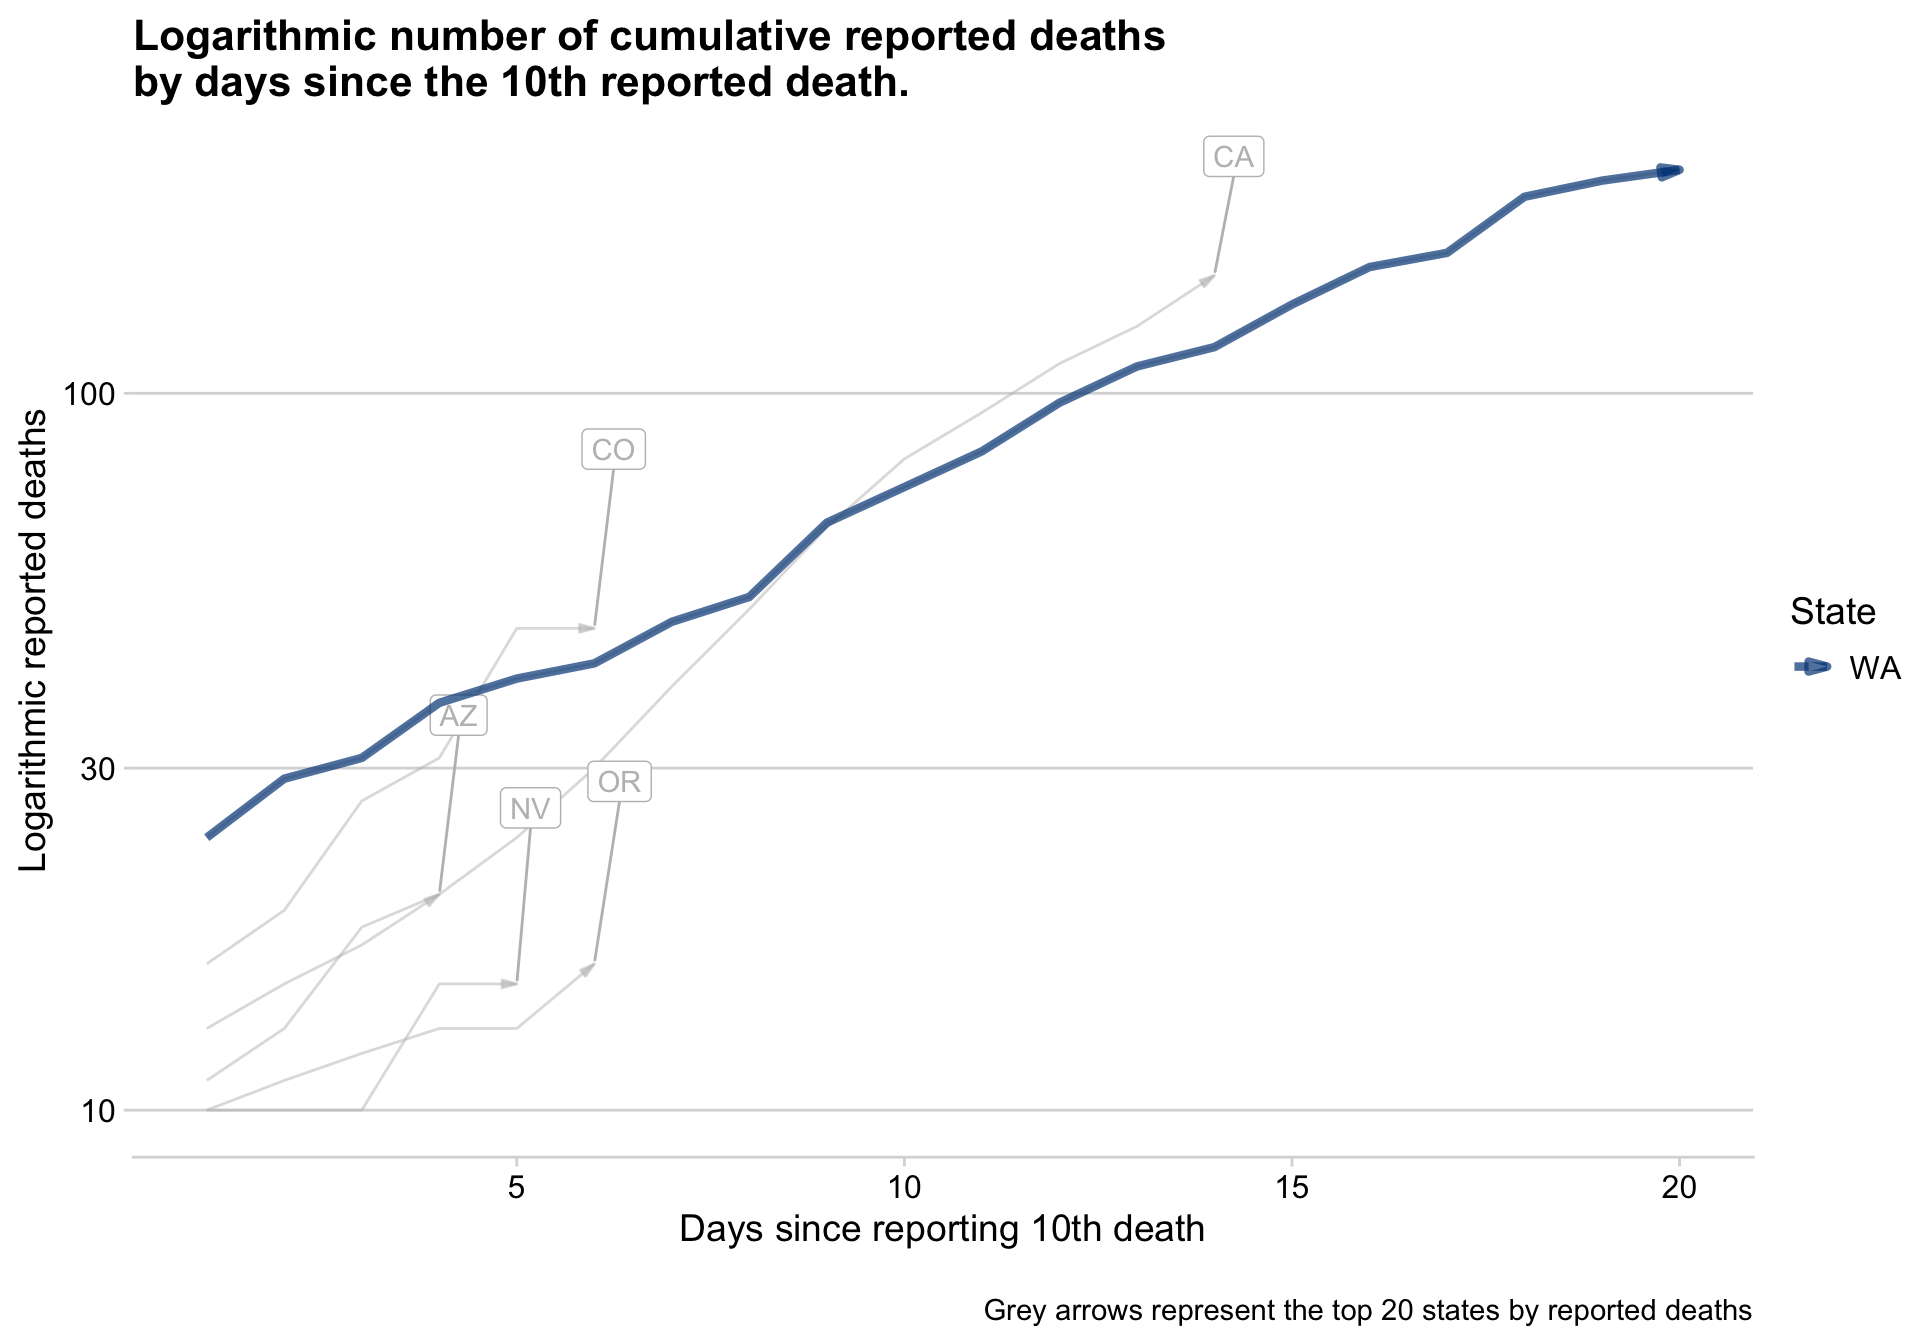 Logarithmic number of cumulative reported deaths
by days since the 10th reported death.
CA
100
CO
AZ
30
OR
NV
10
Logarithmic reported deaths
State
WA
5 10 15 20
Days since reporting 10th death
Grey arrows represent the top 20 states by reported deaths